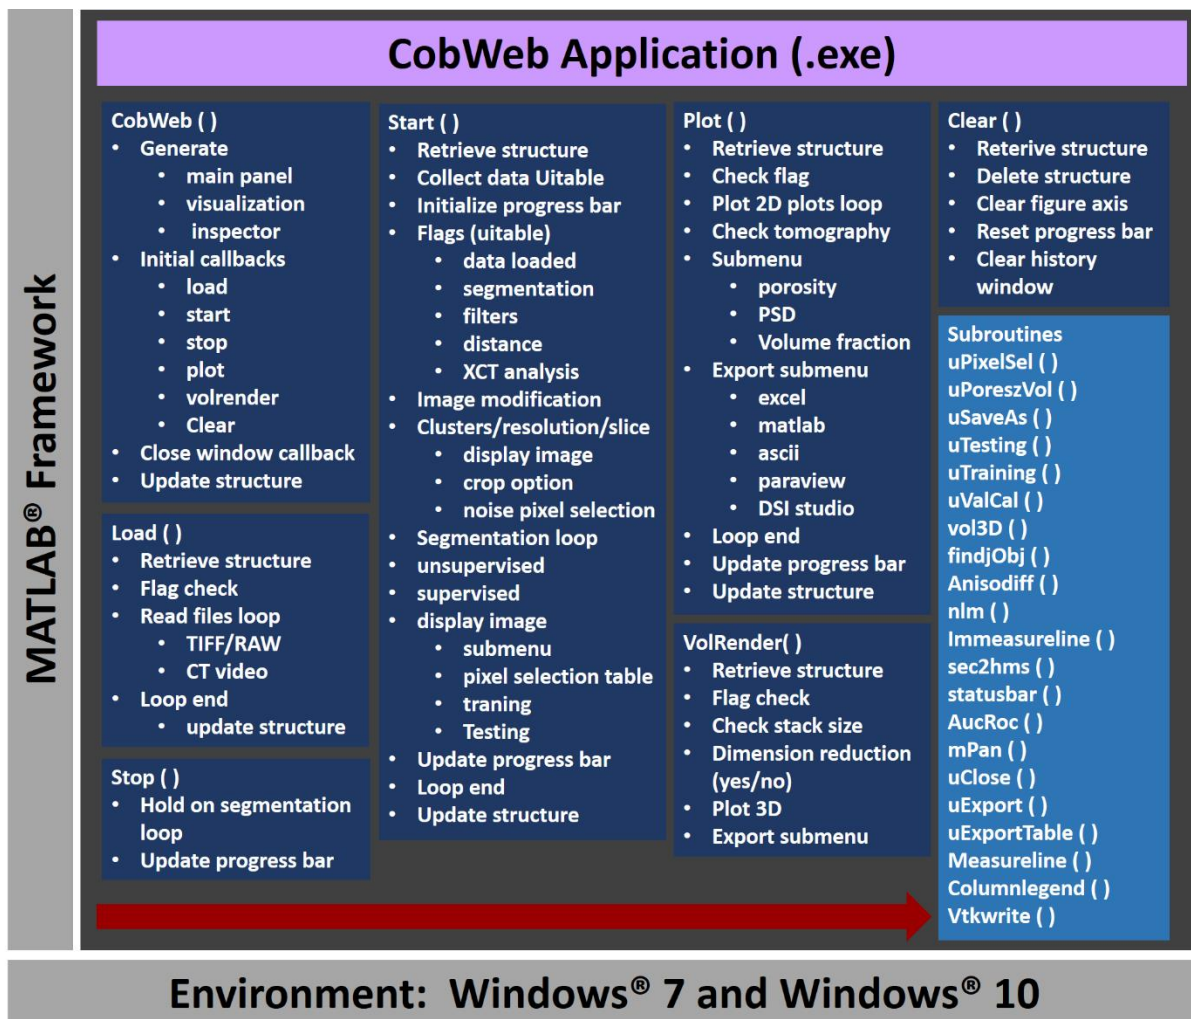 MATLAB® Framework
CobWeb Application (.exe)
CobWeb ( )
• Generate
• main panel
• visualization
• inspector
• Initial callbacks
• load
• start
• stop
• plot
• volrender
• Clear
• Close window callback
• Update structure
Load ( )
• Retrieve structure
• Flag check
• Read files loop
• TIFF/RAW
• CT video
• Loop end
• update structure
Stop ( )
• Hold on segmentation
loop
• Update progress bar
Start ( )
• Retrieve structure
• Collect data Uitable
• Initialize progress bar
• Flags (uitable)
• data loaded
• segmentation
• filters
• distance
• XCT analysis
• Image modification
• Clusters/resolution/slice
• display image
• crop option
• noise pixel selection
• Segmentation loop
• unsupervised
• supervised
• display image
• submenu
• pixel selection table
• traning
• Testing
• Update progress bar
• Loop end
• Update structure
Plot ( )
• Retrieve structure
• Check flag
• Plot 2D plots loop
• Check tomography
• Submenu
• porosity
• PSD
• Volume fraction
• Export submenu
• excel
• matlab
• ascii
• paraview
• DSI studio
• Loop end
• Update progress bar
• Update structure
VolRender( )
• Retrieve structure
• Flag check
• Check stack size
• Dimension reduction
(yes/no)
• Plot 3D
• Export submenu
Clear ( )
• Reterive structure
• Delete structure
• Clear figure axis
• Reset progress bar
• Clear history
window
Subroutines
uPixelSel ( )
uPoreszVol ( )
uSaveAs ( )
uTesting ( )
uTraining ( )
uValCal ( )
vol3D ( )
findjObj ( )
Anisodiff ( )
nlm ( )
Immeasureline ( )
sec2hms ( )
statusbar ( )
AucRoc ( )
mPan ( )
uClose ( )
uExport ( )
uExportTable ( )
Measureline ( )
Columnlegend ( )
Vtkwrite ( )
Environment: Windows® 7 and Windows® 10